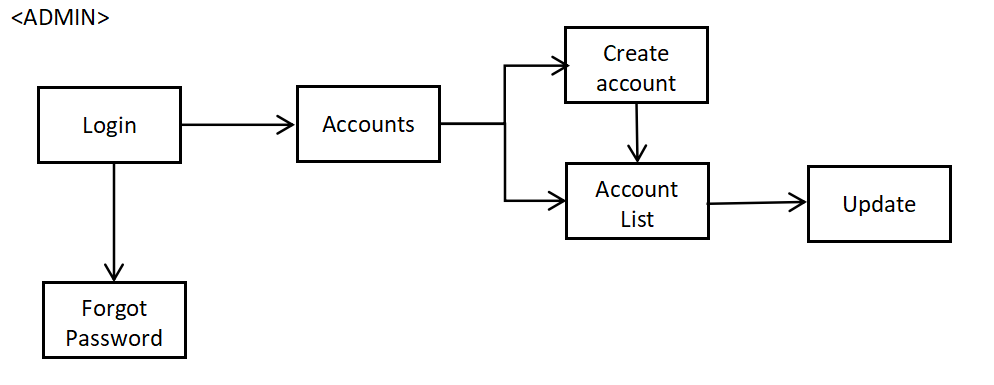 <ADMIN>
Login
Accounts
Create
account
Account
List
Update
Forgot
Password